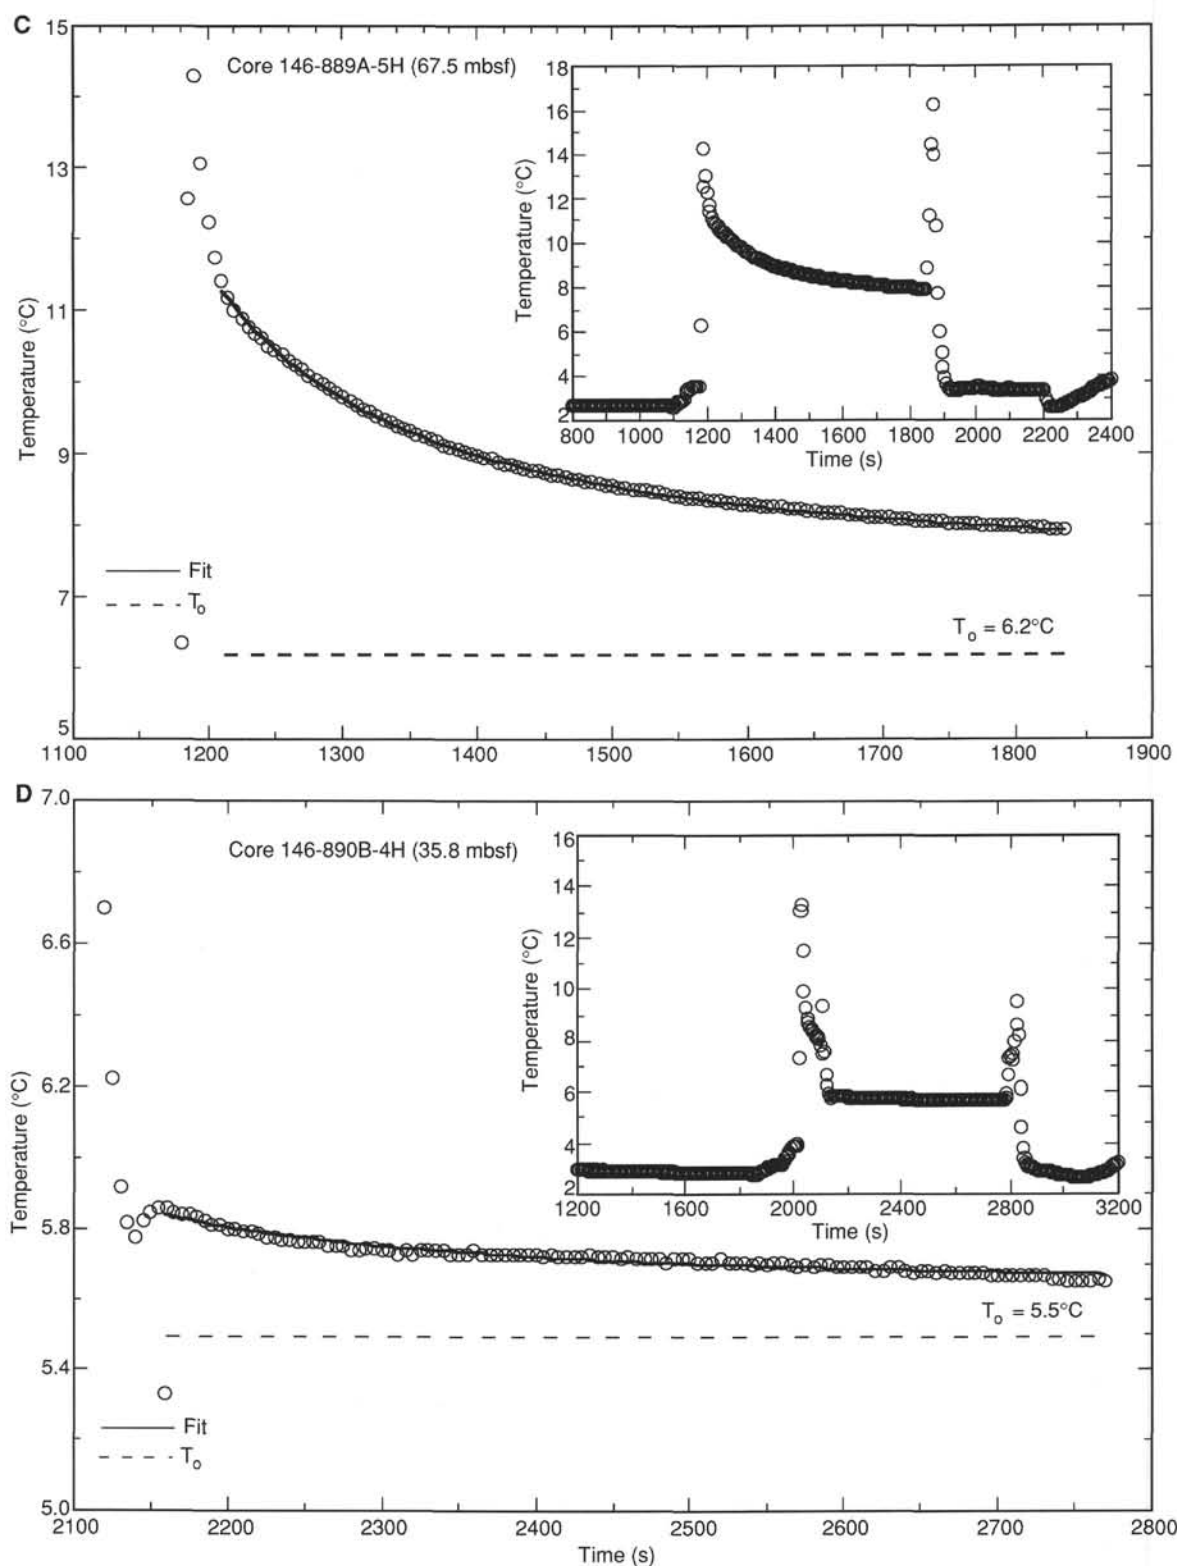 C
15
13
11
9
7
5
Temperature (°C)
Core 146-889A-5H (67.5 mbsf)
18
16
14
12
10
8
6
4
2
Temperature (°C)
800 1000 1200 1400 1600 1800 2000 2200 2400
Time (s)
Fit
To
To = 6.2°C
1100 1200 1300 1400 1500 1600 1700 1800 1900
D
7.0
6.6
6.2
5.8
5.4
5.0
Temperature (°C)
Core 146-890B-4H (35.8 mbsf)
16
14
12
10
8
6
4
2
Temperature (°C)
1200 1600 2000 2400 2800 3200
Time (s)
To = 5.5°C
Fit
To
2100 2200 2300 2400 2500 2600 2700 2800
Time (s)